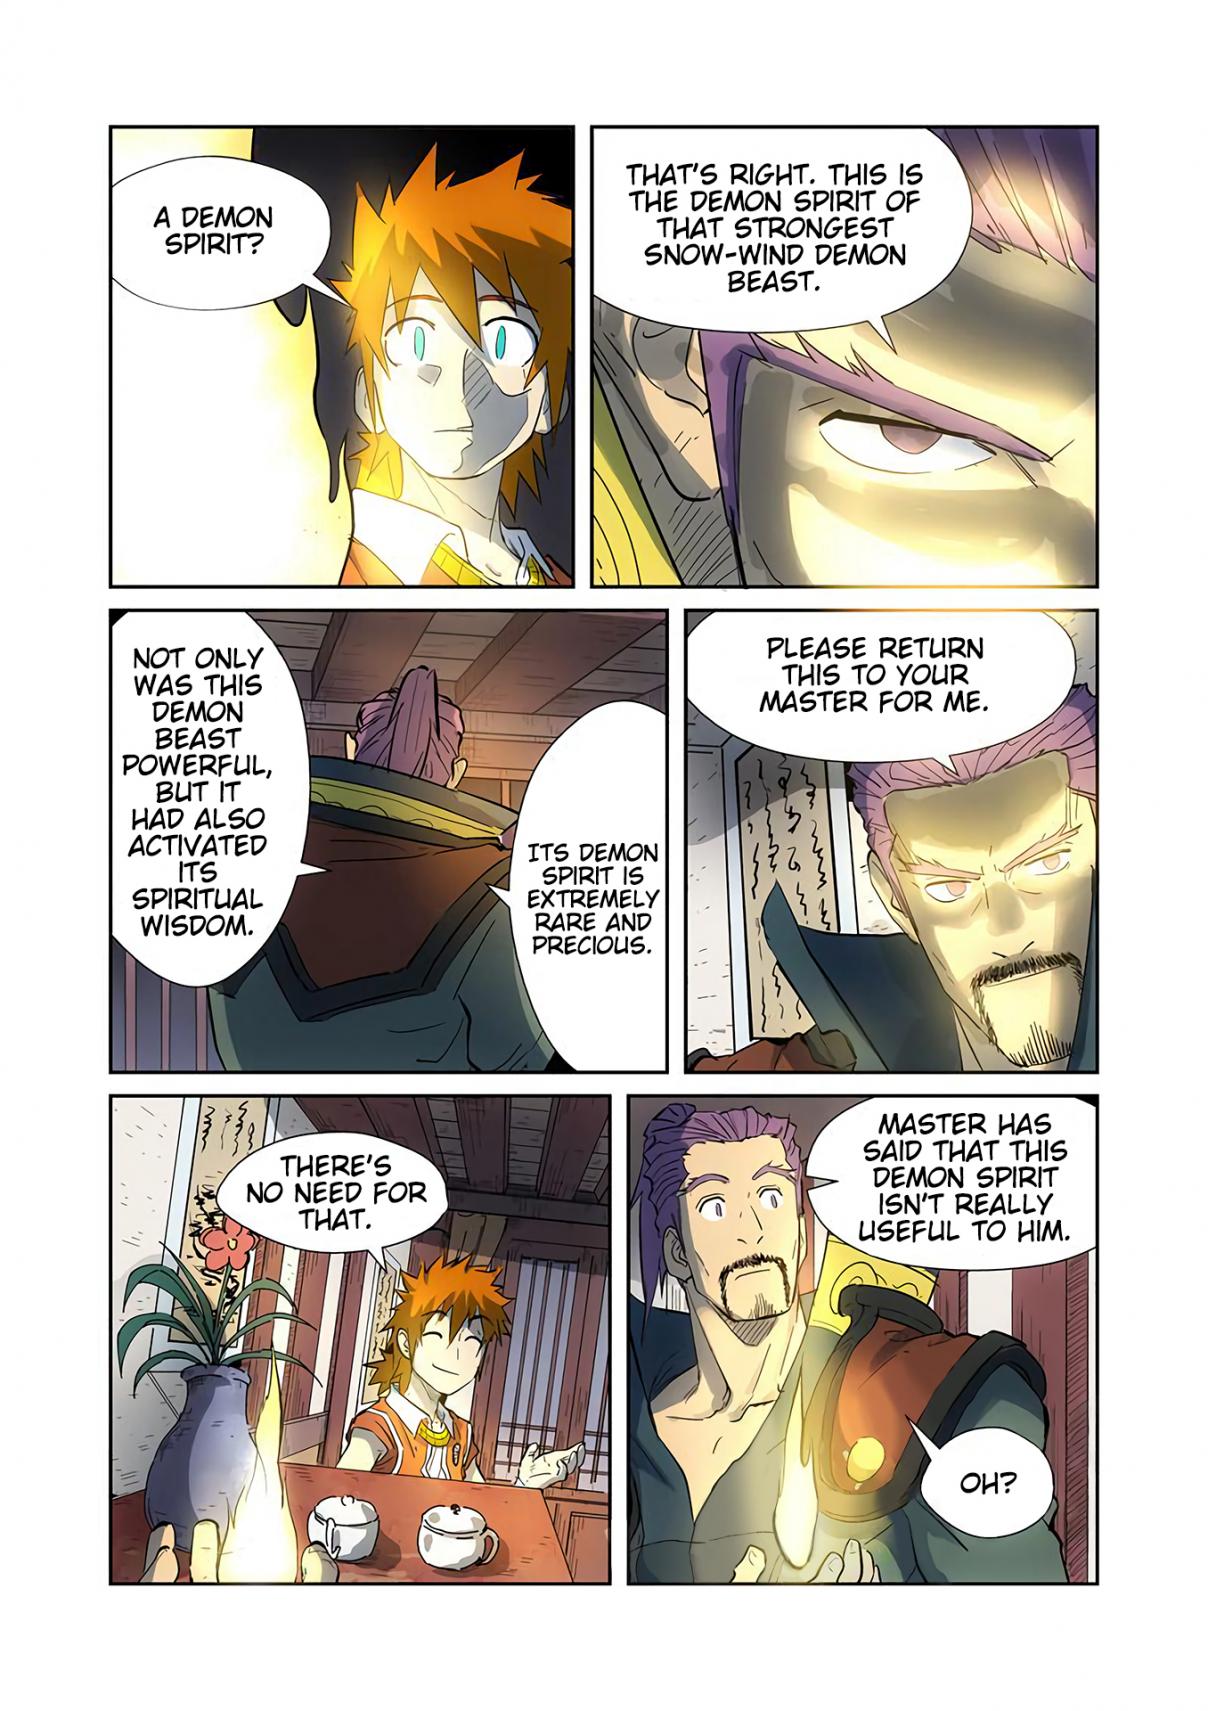 A DEMON
SPIRIT?
THAT'S RIGHT. THIS IS
THE DEMON SPIRIT OF
THAT STRONGEST
SNOW-WIND DEMON
BEAST.
NOT ONLY
WAS THIS
DEMON
BEAST
POWERFUL,
BUT IT
HAD ALSO
ACTIVATED
ITS
SPIRITUAL
WISDOM.
ITS DEMON
SPIRIT IS
EXTREMELY
RARE AND
PRECIOUS.
PLEASE RETURN
THIS TO YOUR
MASTER FOR ME.
THERE'S
NO NEED FOR
THAT.
MASTER HAS
SAID THAT THIS
DEMON SPIRIT
ISN'T REALLY
USEFUL TO HIM.
OH?